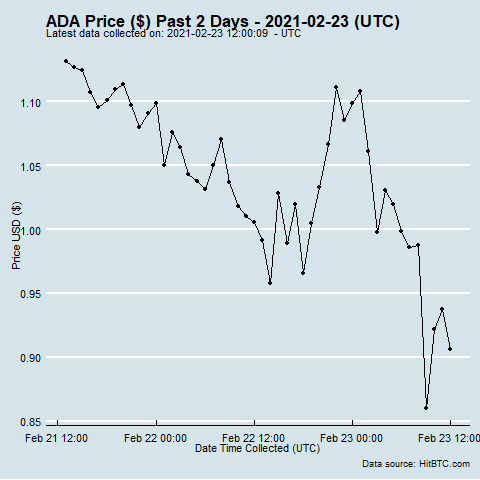 ADA Price ($) Past 2 Days - 2021-02-23 (UTC)
Latest data collected on: 2021-02-23 12:00:09  - UTC
Price USD ($)
1.10
1.05
1.00
0.95
0.90
0.85
Feb 21 12:00
Feb 22 00:00
Feb 22 12:00
Feb 23 00:00
Feb 23 12:00
Date Time Collected (UTC)
Data source: HitBTC.com